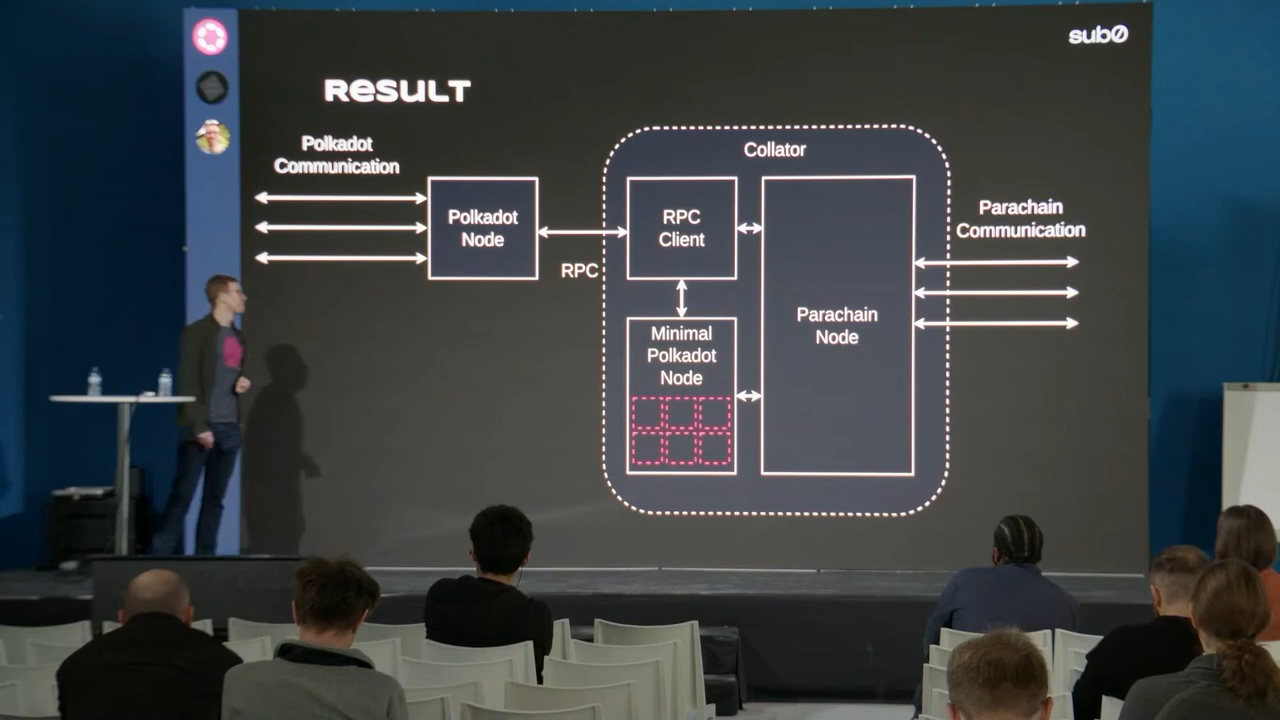 sub0
RESULT
Polkadot
Communication
Polkadot
Node
RPC
Collator
RPC
Client
Minimal
Polkadot
Node
Parachain
Node
Parachain
Communication